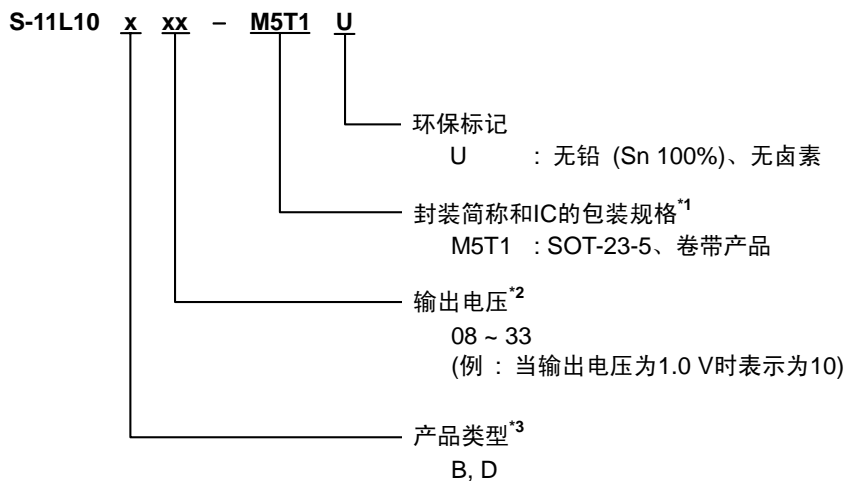 S-11L10 x xx – M5T1 U
环保标记
U : 无铅 (Sn 100%)、无卤素
封装简称和IC的包装规格*1
M5T1 : SOT-23-5、卷带产品
输出电压*2
08 ~ 33
(例 : 当输出电压为1.0 V时表示为10)
产品类型*3
B, D